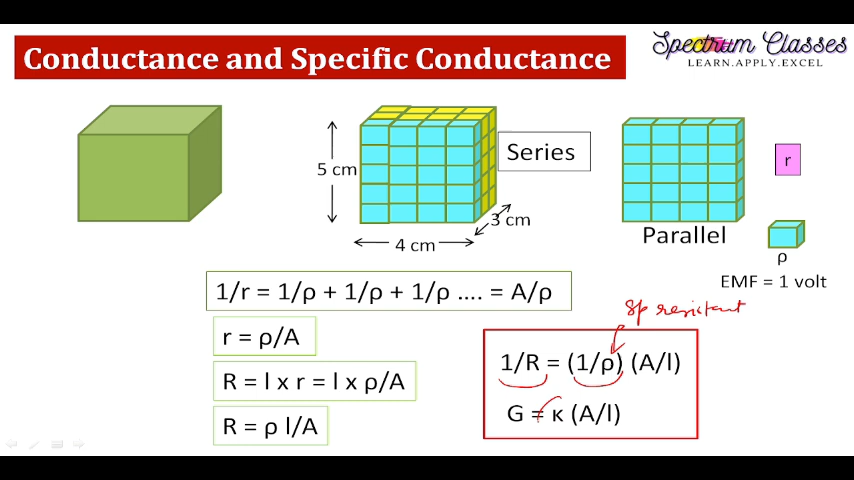 Conductance and Specific Conductance
Spectrum Classes
LEARN.APPLY.EXCEL
5 cm
4 cm
3 cm
Series
Parallel
r
ρ
EMF = 1 volt
1/r = 1/ρ + 1/ρ + 1/ρ .... = A/ρ
r = ρ/A
R = l x r = l x ρ/A
R = ρ l/A
Sp resistant
1/R = (1/ρ) (A/l)
G = κ (A/l)